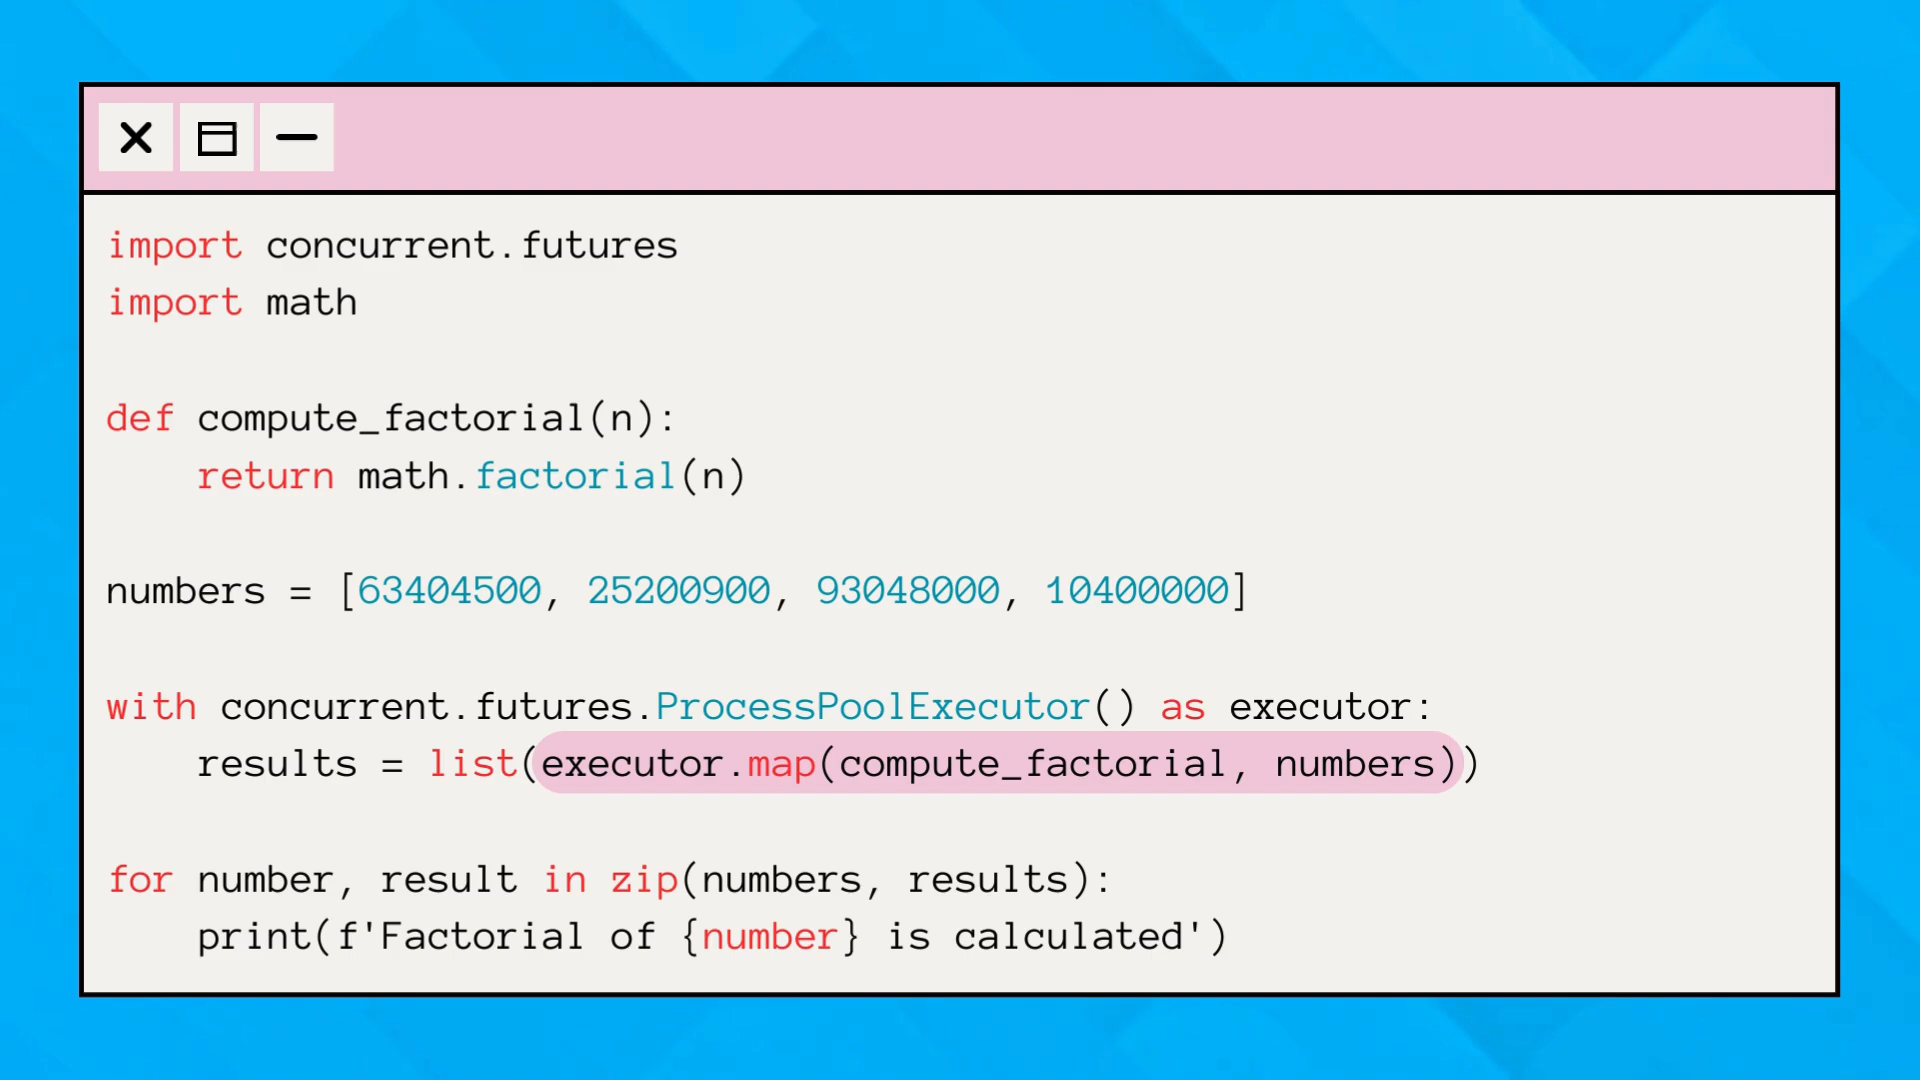 import concurrent.futures
import math
def compute_factorial(n):
    return math.factorial(n)
numbers = [63404500, 25200900, 93048000, 10400000]
with concurrent.futures.ProcessPoolExecutor() as executor:
    results = list(executor.map(compute_factorial, numbers))
for number, result in zip(numbers, results):
    print(f'Factorial of {number} is calculated')